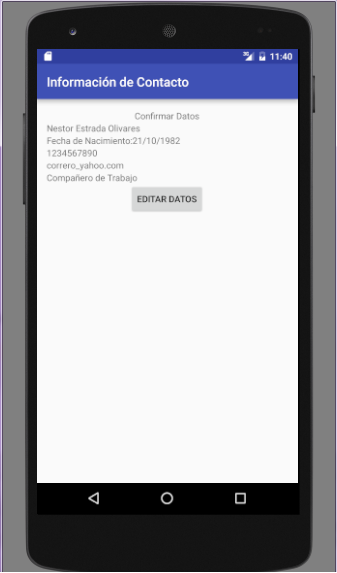 11:40
Información de Contacto
Confirmar Datos
Nestor Estrada Olivares
Fecha de Nacimiento:21/10/1982
1234567890
correro_yahoo.com
Compañero de Trabajo
EDITAR DATOS